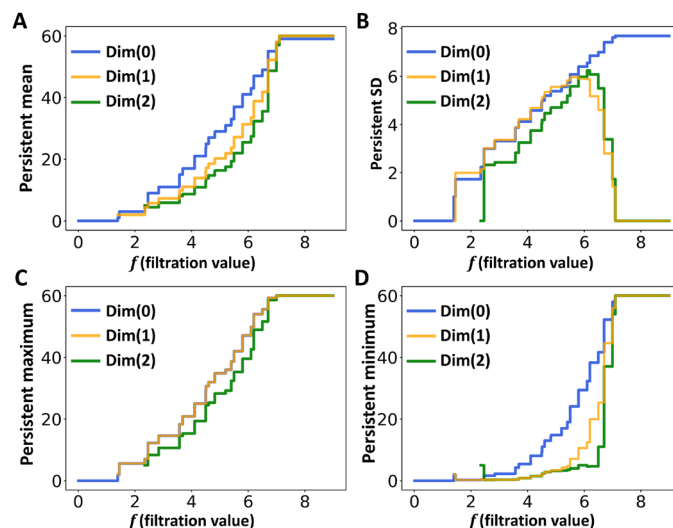 A
Persistent mean
60
40
20
0
Dim(0)
Dim(1)
Dim(2)
0 2 4 6 8
f (filtration value)
B
Persistent SD
8
6
4
2
0
Dim(0)
Dim(1)
Dim(2)
0 2 4 6 8
f (filtration value)
C
Persistent maximum
60
40
20
0
Dim(0)
Dim(1)
Dim(2)
0 2 4 6 8
f (filtration value)
D
Persistent minimum
60
40
20
0
Dim(0)
Dim(1)
Dim(2)
0 2 4 6 8
f (filtration value)